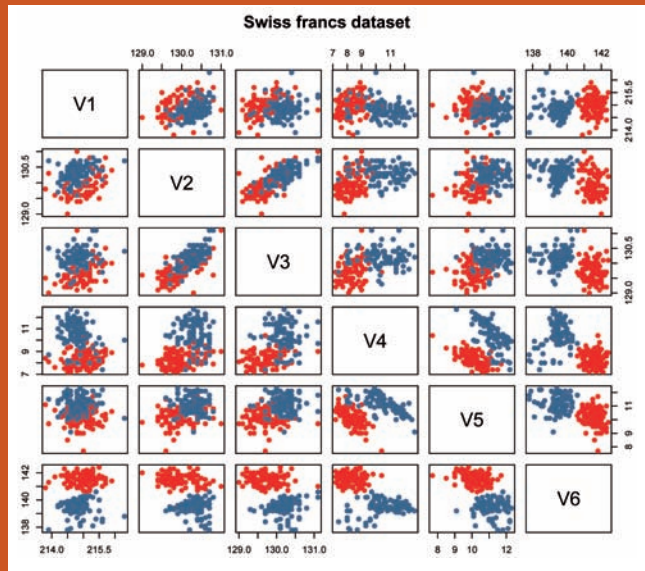 Swiss francs dataset
129.0 130.0 131.0 7 8 9 11 138 140 142
V1 214.0 215.5
129.0 130.5 V2
V3 129.0 130.5
7 9 11 V4
V5 8 9 11
138 140 142 V6
214.0 215.5 129.0 130.0 131.0 8 9 10 12